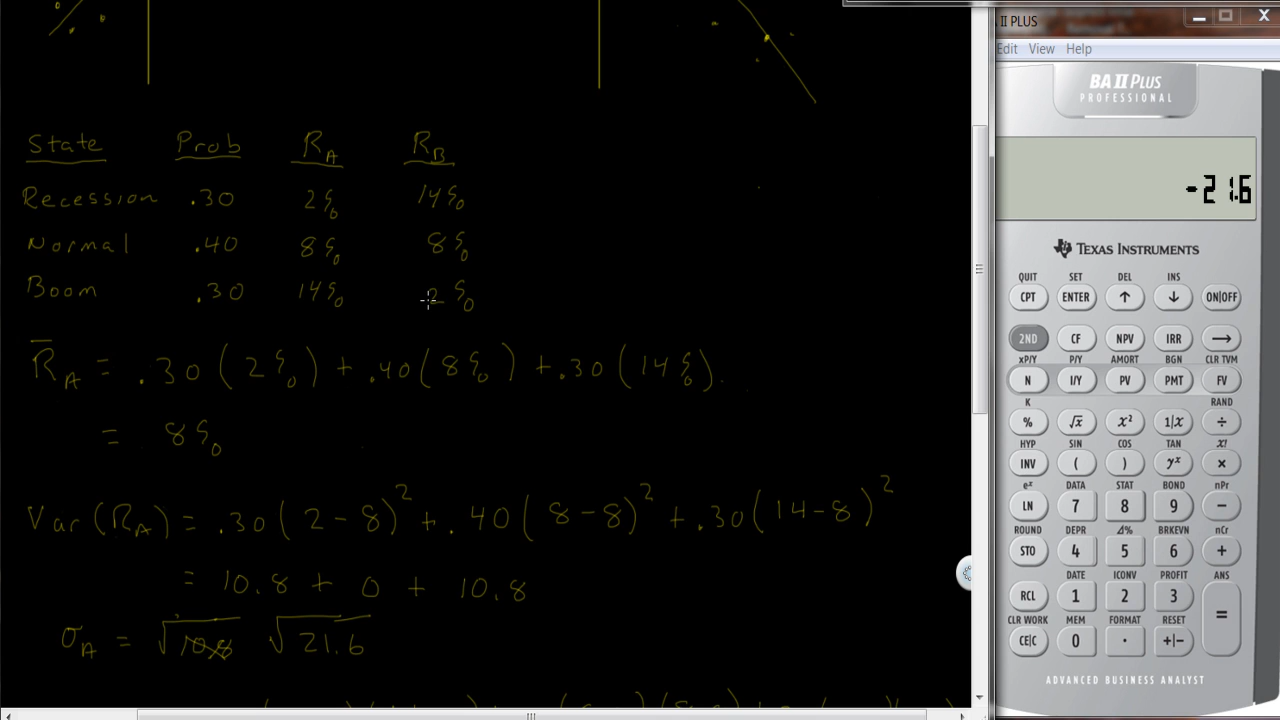 II PLUS
Edit View Help
BA II PLUS
PROFESSIONAL
-21.6
TEXAS INSTRUMENTS
QUIT SET DEL INS
CPT ENTER ↑ ↓ ON|OFF
2ND CF NPV IRR →
xP/Y P/Y AMORT BGN CLR TVM
N I/Y PV PMT FV
K RAND
% √x x² 1/x ÷
HYP SIN COS TAN x!
INV ( ) yˣ ×
eˣ DATA STAT BOND nPr
LN 7 8 9 −
ROUND DEPR Δ% BRKEVN nCr
STO 4 5 6 +
DATE ICONV PROFIT ANS
RCL 1 2 3 =
CLR WORK MEM FORMAT RESET
CE|C 0 . +|−
ADVANCED BUSINESS ANALYST
State Prob R_A R_B
Recession .30 2% 14%
Normal .40 8% 8%
Boom .30 14% 2%
R̄_A = .30(2%) + .40(8%) + .30(14%)
= 8%
Var(R_A) = .30(2-8)² + .40(8-8)² + .30(14-8)²
= 10.8 + 0 + 10.8
σ_A = √10.8 √21.6